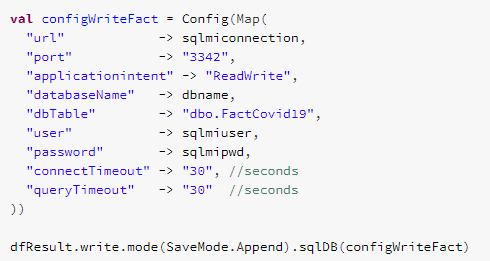 val configWriteFact = Config(Map(
  "url"            -> sqlmiconnection,
  "port"           -> "3342",
  "applicationintent" -> "ReadWrite",
  "databaseName"   -> dbname,
  "dbTable"        -> "dbo.FactCovid19",
  "user"           -> sqlmiuser,
  "password"       -> sqlmipwd,
  "connectTimeout" -> "30", //seconds
  "queryTimeout"   -> "30"  //seconds
))
dfResult.write.mode(SaveMode.Append).sqlDB(configWriteFact)